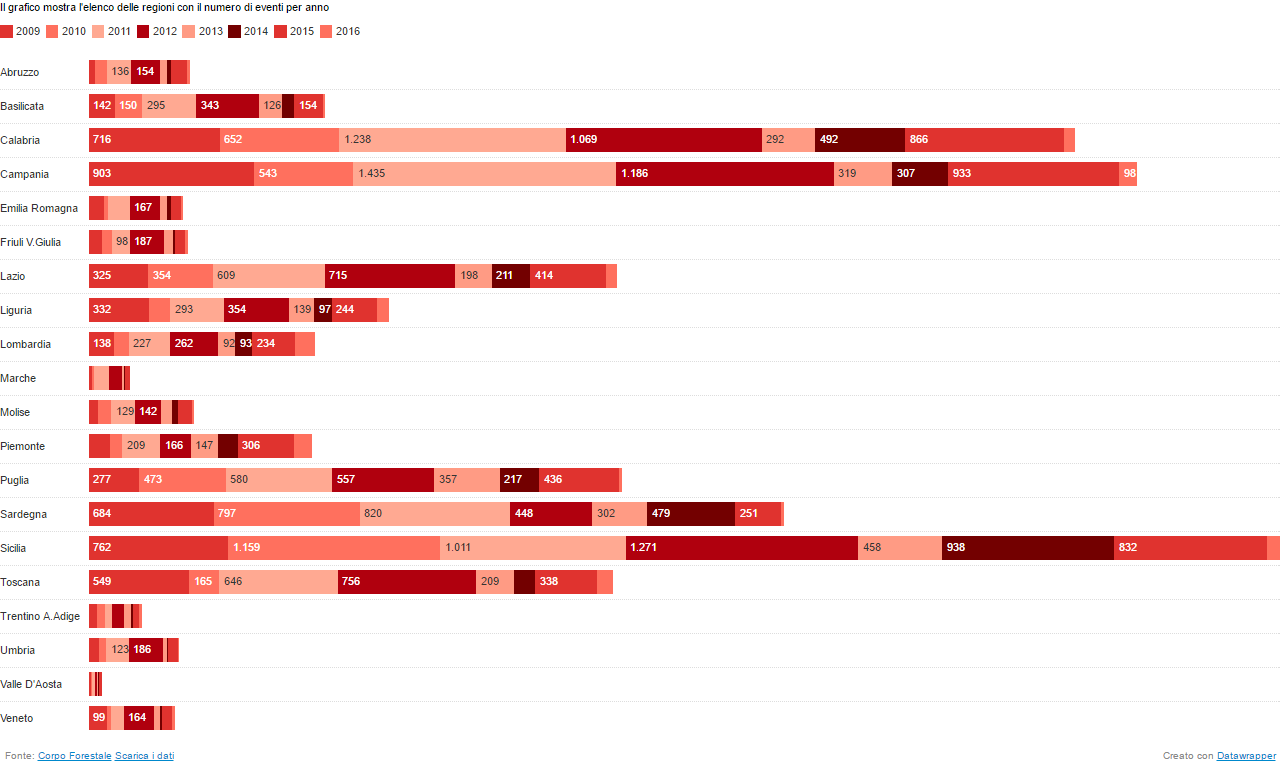 Il grafico mostra l'elenco delle regioni con il numero di eventi per anno
2009 2010 2011 2012 2013 2014 2015 2016
Abruzzo 136 154
Basilicata 142 150 295 343 126 154
Calabria 716 652 1.238 1.069 292 492 866
Campania 903 543 1.435 1.186 319 307 933 98
Emilia Romagna 167
Friuli V.Giulia 98 187
Lazio 325 354 609 715 198 211 414
Liguria 332 293 354 139 97 244
Lombardia 138 227 262 92 93 234
Marche
Molise 129 142
Piemonte 209 166 147 306
Puglia 277 473 580 557 357 217 436
Sardegna 684 797 820 448 302 479 251
Sicilia 762 1.159 1.011 1.271 458 938 832
Toscana 549 165 646 756 209 338
Trentino A.Adige
Umbria 123 186
Valle D'Aosta
Veneto 99 164
Fonte: Corpo Forestale Scarica i dati Creato con Datawrapper